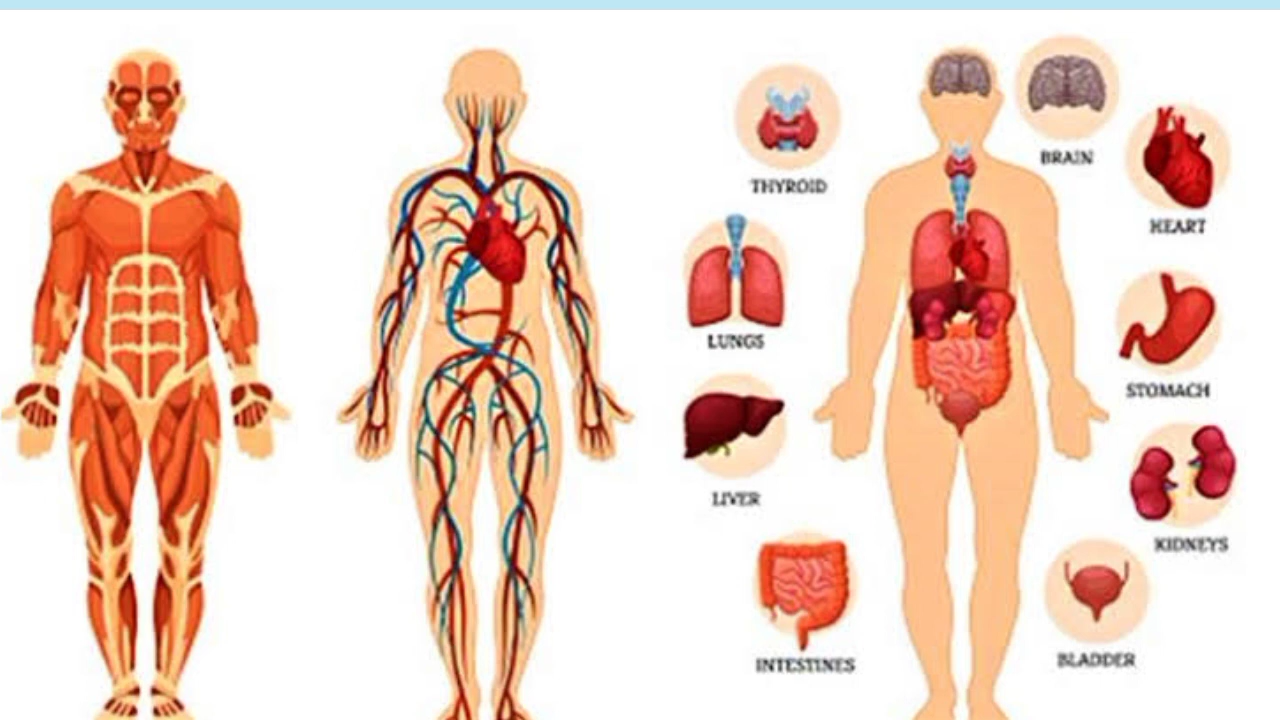 THYROID
BRAIN
HEART
LUNGS
STOMACH
LIVER
KIDNEYS
INTESTINES
BLADDER